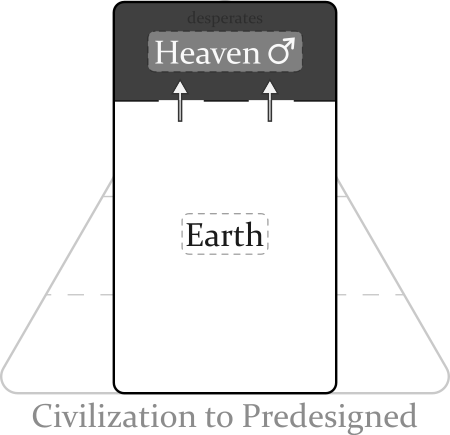 desperates
Heaven ♂
Earth
Civilization to Predesigned